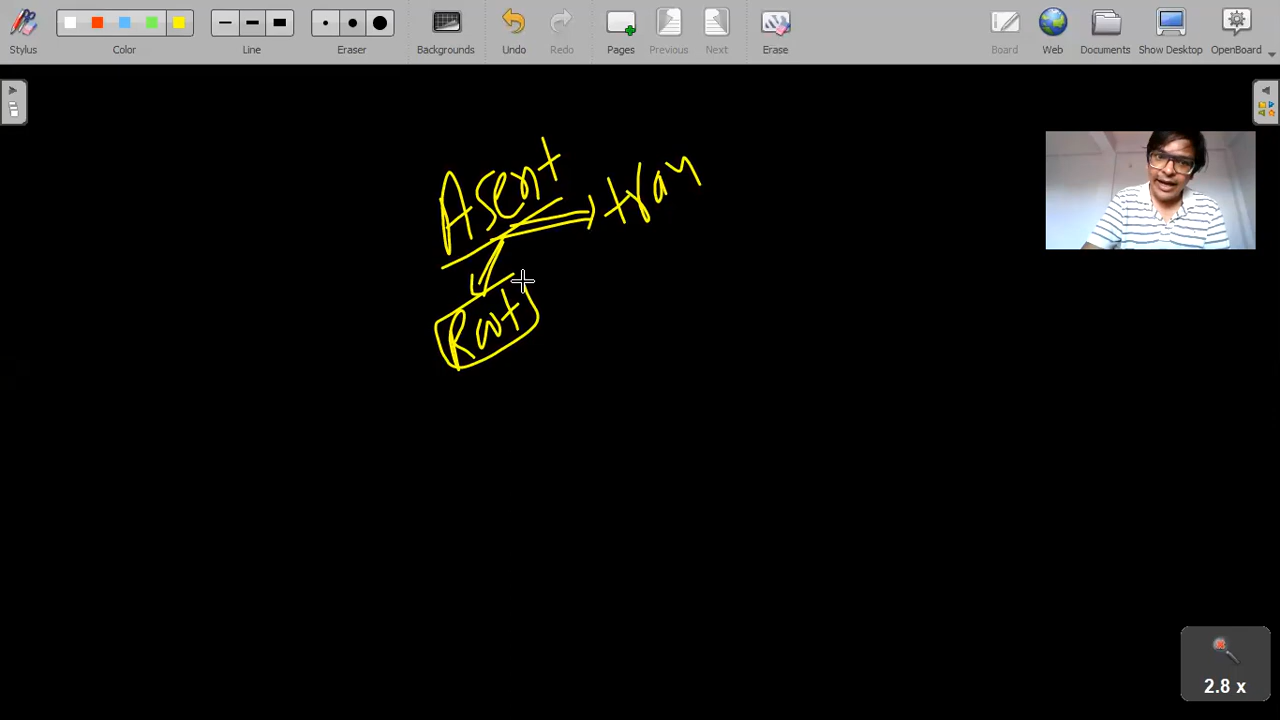 Stylus
Color
Line
Eraser
Backgrounds
Undo
Redo
Pages
Previous
Next
Erase
Board
Web
Documents
Show Desktop
OpenBoard
Asent
Root
2.8 x